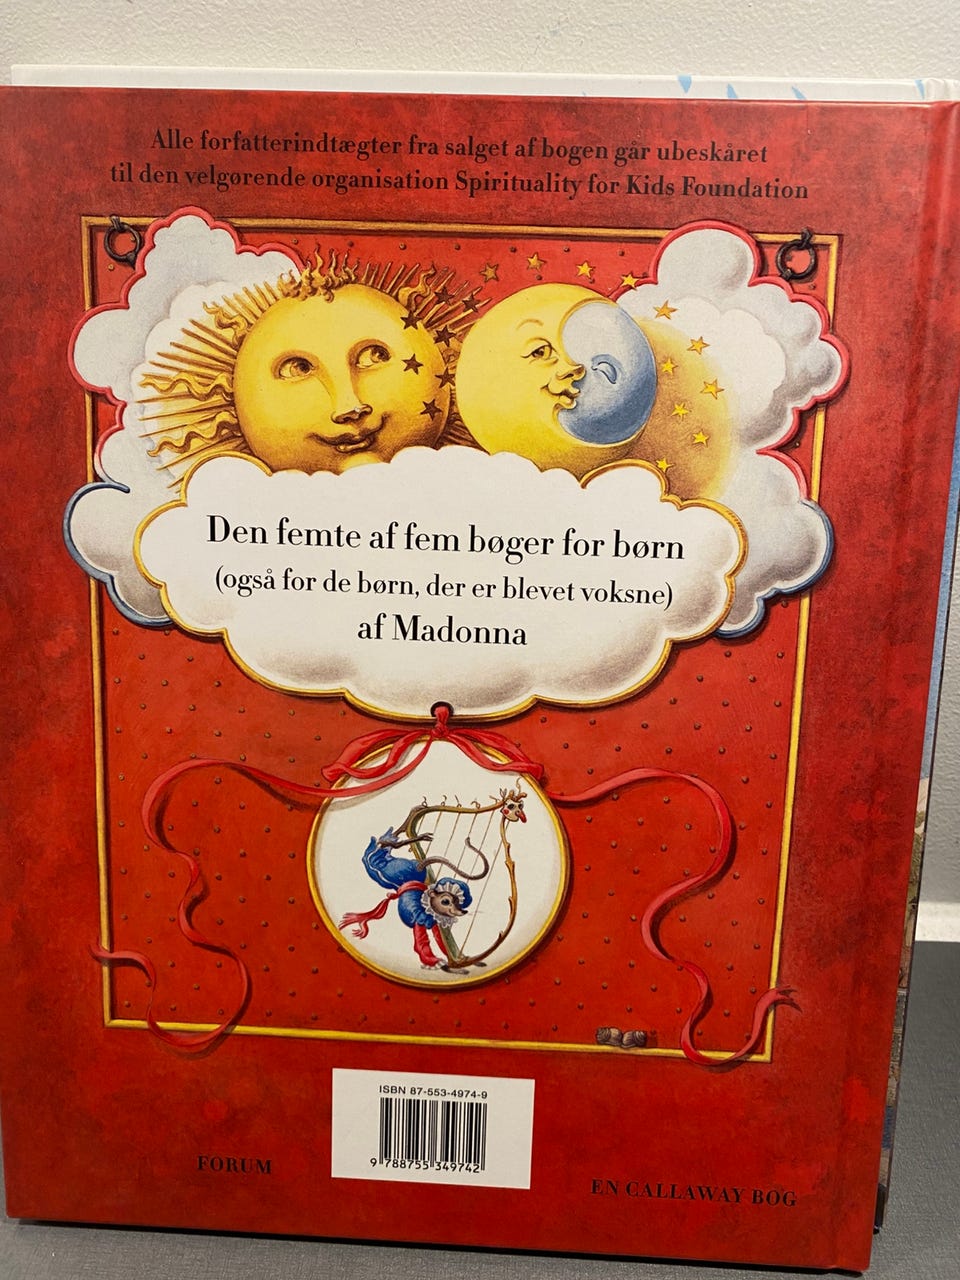 Alle forfatterindtægter fra salget af bogen går ubeskåret
til den velgørende organisation Spirituality for Kids Foundation
Den femte af fem bøger for børn
(også for de børn, der er blevet voksne)
af Madonna
ISBN 87-553-4974-9
9 788755 349742
FORUM
EN CALLAWAY BOG